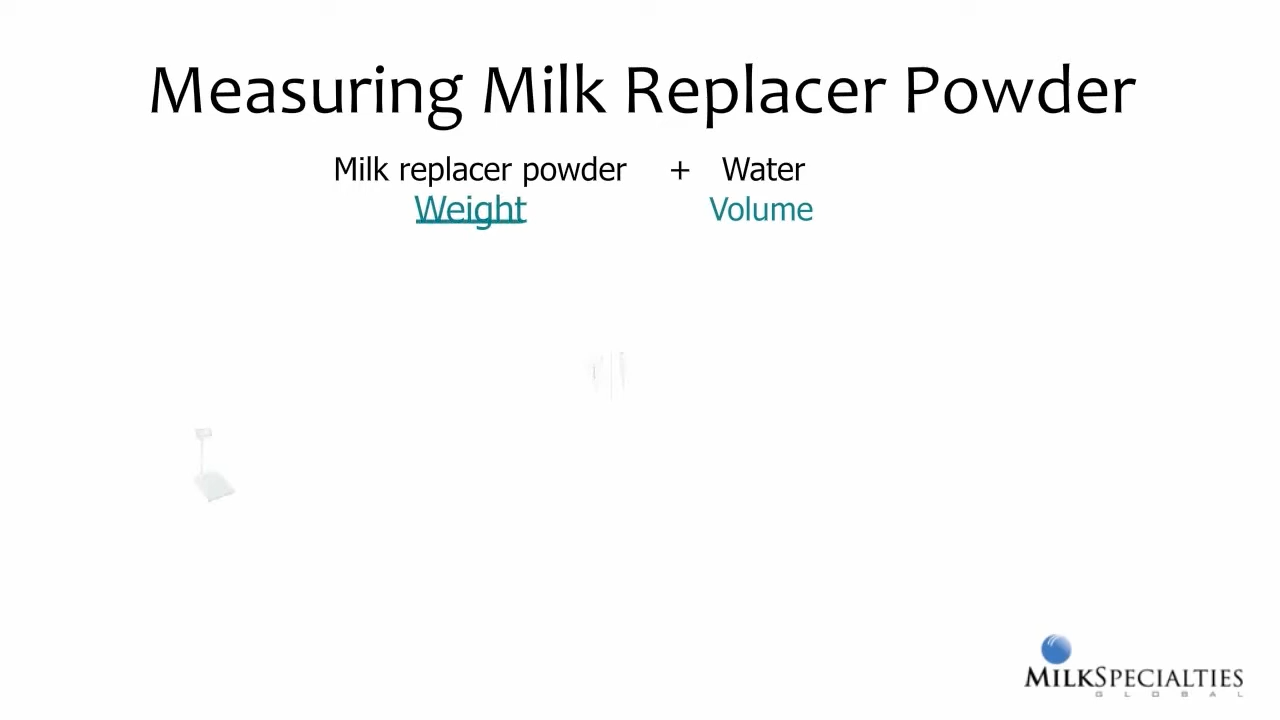 Measuring Milk Replacer Powder
Milk replacer powder + Water
Weight Volume
MILKSPECIALTIES
GLOBAL